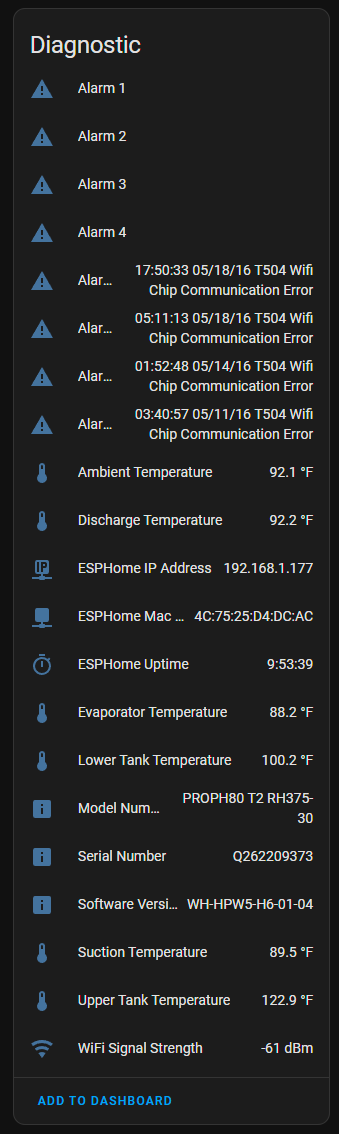 Diagnostic
Alarm 1
Alarm 2
Alarm 3
Alarm 4
Alar... 17:50:33 05/18/16 T504 Wifi
Chip Communication Error
Alar... 05:11:13 05/18/16 T504 Wifi
Chip Communication Error
Alar... 01:52:48 05/14/16 T504 Wifi
Chip Communication Error
Alar... 03:40:57 05/11/16 T504 Wifi
Chip Communication Error
Ambient Temperature 92.1 °F
Discharge Temperature 92.2 °F
ESPHome IP Address 192.168.1.177
ESPHome Mac ... 4C:75:25:D4:DC:AC
ESPHome Uptime 9:53:39
Evaporator Temperature 88.2 °F
Lower Tank Temperature 100.2 °F
Model Num... PROPH80 T2 RH375-
30
Serial Number Q262209373
Software Versi... WH-HPW5-H6-01-04
Suction Temperature 89.5 °F
Upper Tank Temperature 122.9 °F
WiFi Signal Strength -61 dBm
ADD TO DASHBOARD